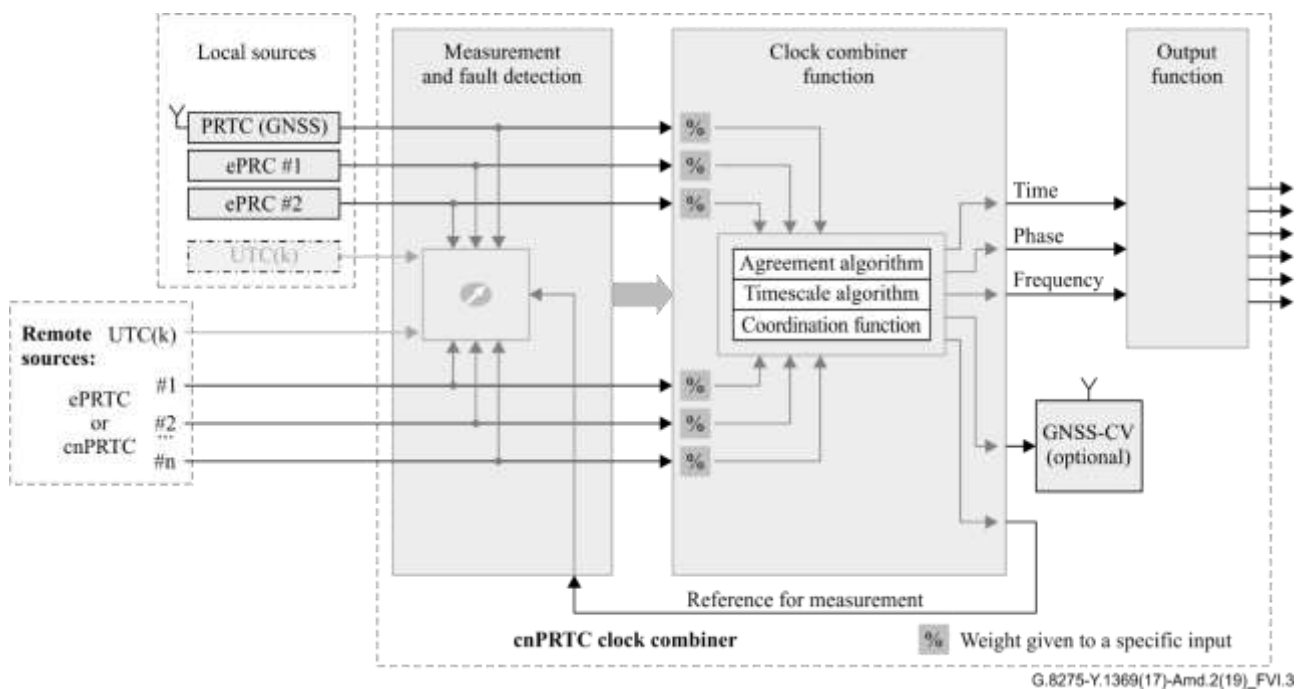 Local sources
Measurement
and fault detection
Clock combiner
function
Output
function
PRTC (GNSS)
ePRC #1
ePRC #2
UTC(k)
%
%
%
Time
Phase
Frequency
Agreement algorithm
Timescale algorithm
Coordination function
Remote
sources:
UTC(k)
ePRTC
or
cnPRTC
#1
#2
...
#n
%
%
%
GNSS-CV
(optional)
Reference for measurement
cnPRTC clock combiner
% Weight given to a specific input
G.8275-Y.1369(17)-Amd.2(19)_FVI.3